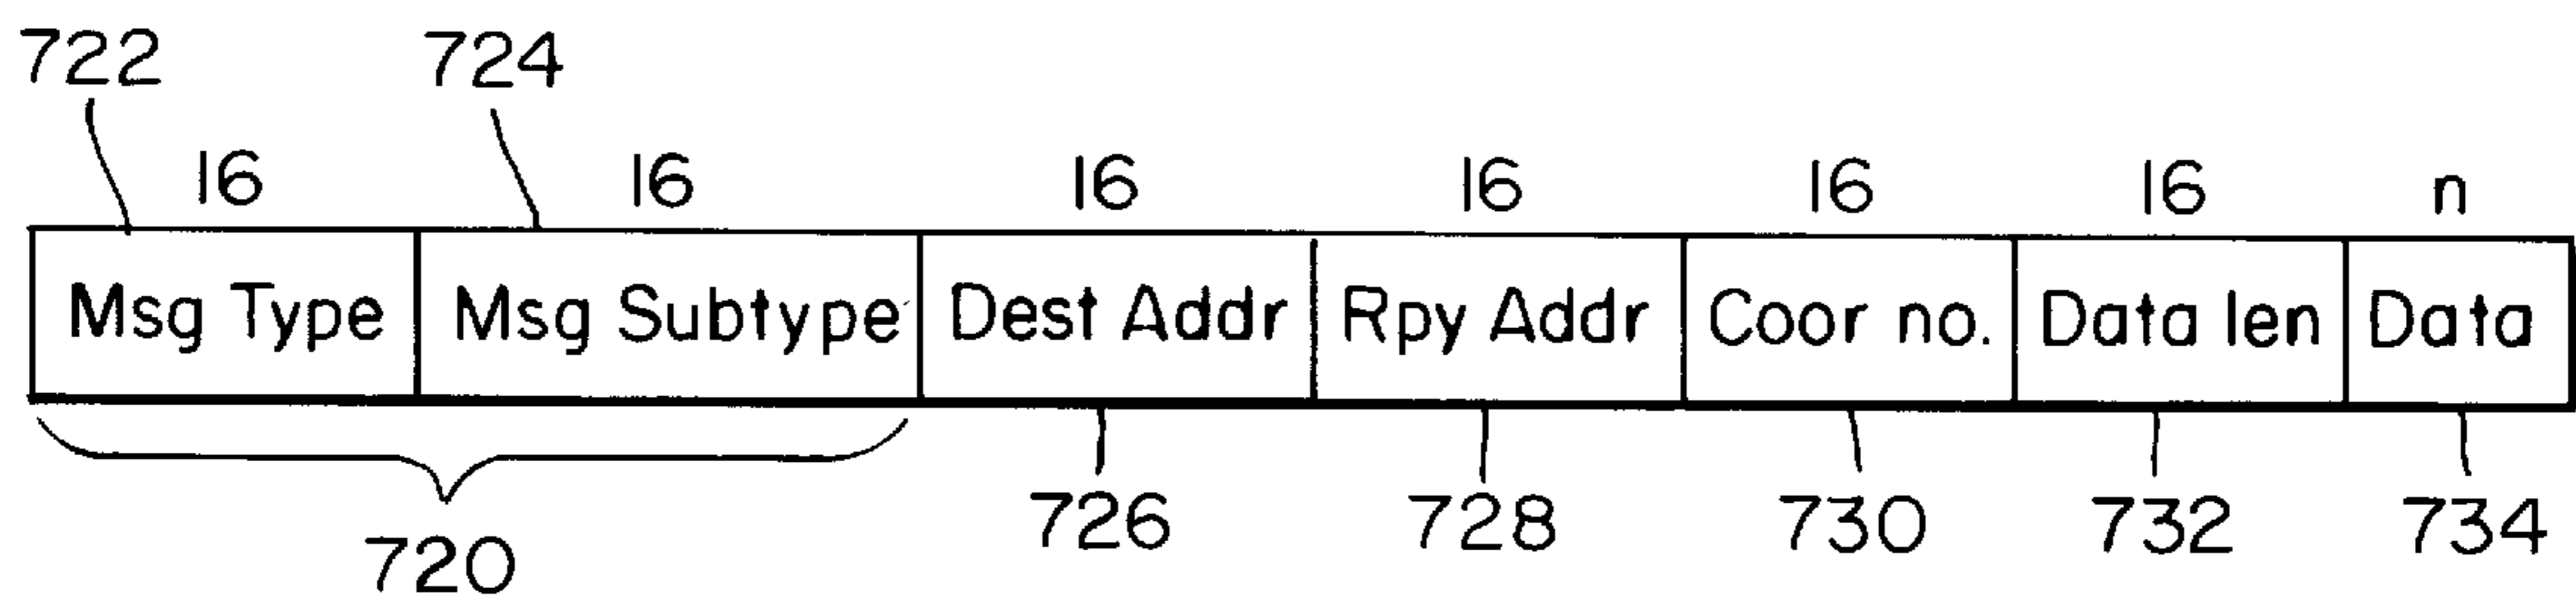 722 724
16 16 16 16 16 16 n
Msg Type Msg Subtype Dest Addr Rpy Addr Coor no. Data len Data
726 728 730 732 734
720